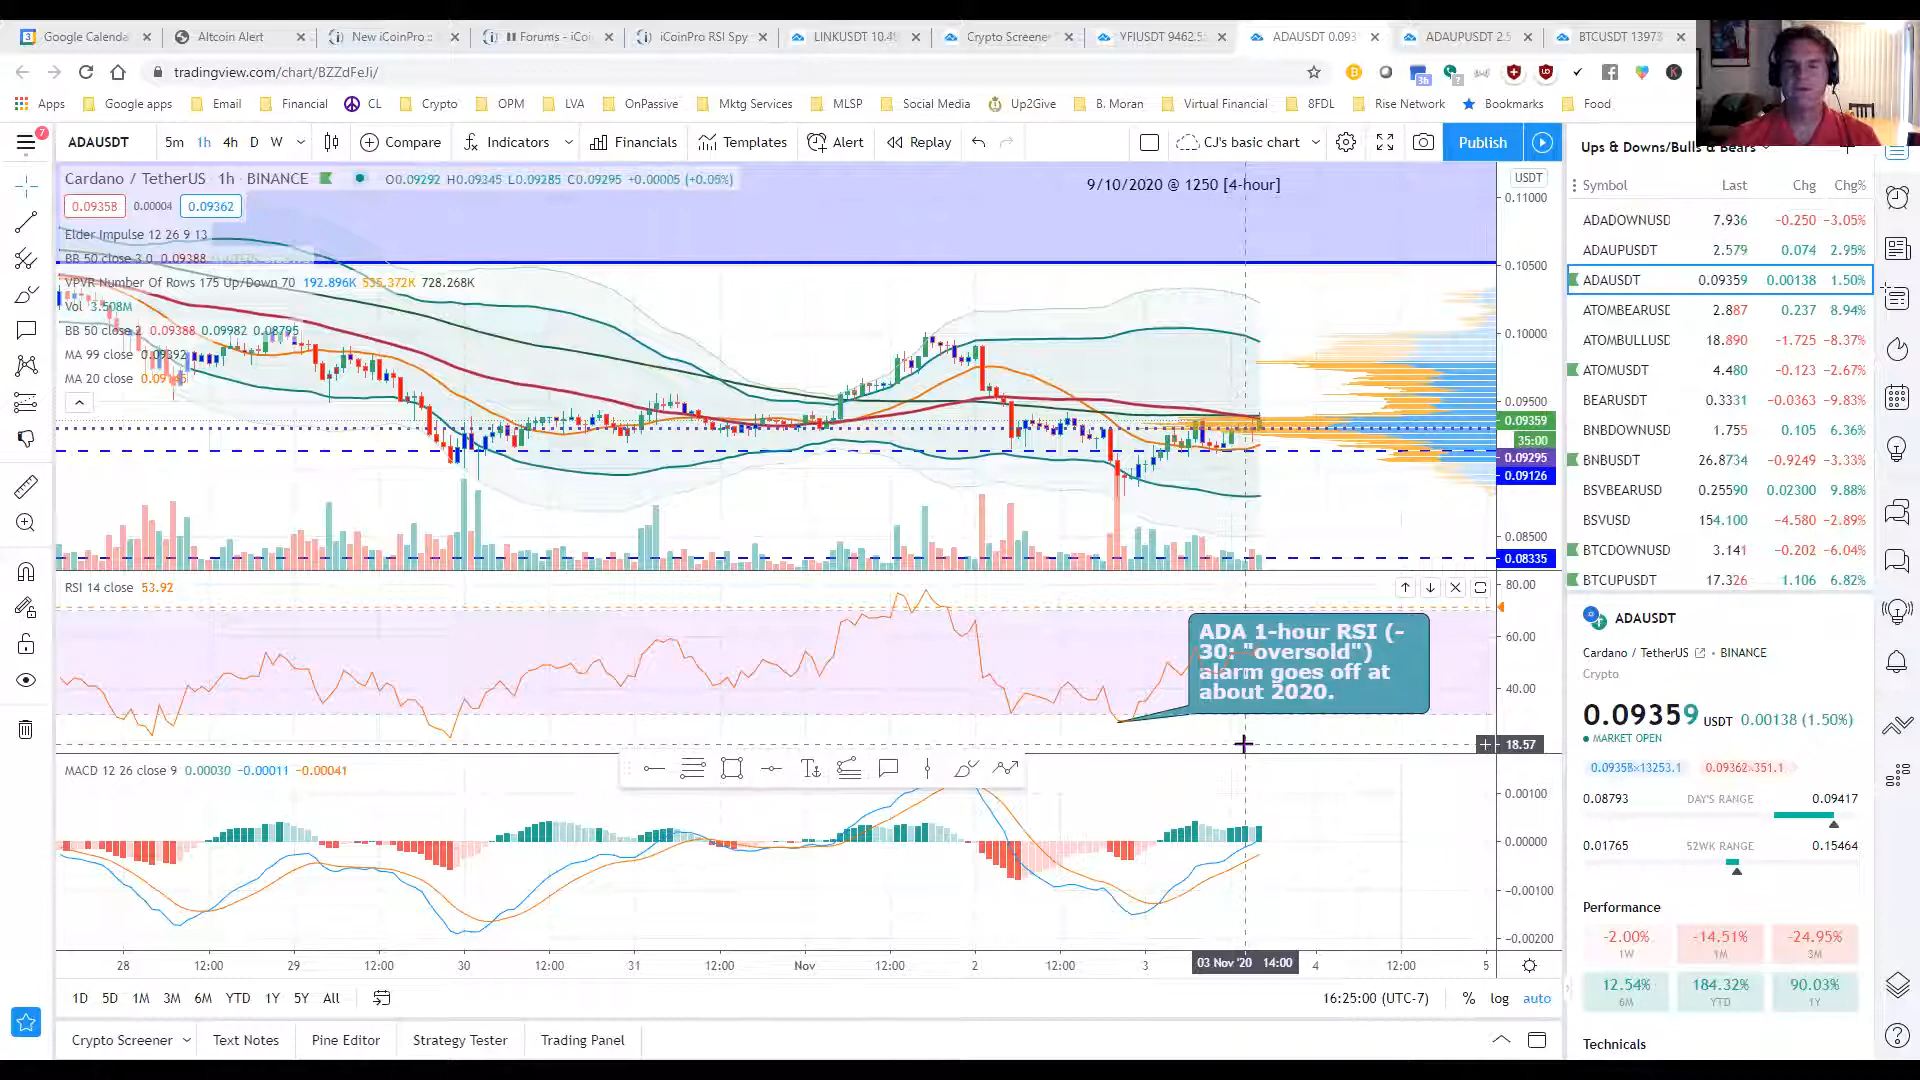 Google Calenda
Altcoin Alert
New iCoinPro ::
Forums - iCoi
iCoinPro RSI Spy
LINKUSDT 10.4
Crypto Screene
YFIUSDT 9462.5
ADAUSDT 0.093
ADAUPUSDT 2.5
BTCUSDT 13973
tradingview.com/chart/BZZdFeJi/
Apps
Google apps
Email
Financial
CL
Crypto
OPM
LVA
OnPassive
Mktg Services
MLSP
Social Media
Up2Give
B. Moran
Virtual Financial
8FDL
Rise Network
Bookmarks
Food
7
ADAUSDT 5m 1h 4h D W Compare Indicators Financials Templates Alert Replay CJ's basic chart Publish
Cardano / TetherUS · 1h · BINANCE O0.09292 H0.09345 L0.09285 C0.09295 +0.00005 (+0.05%)
9/10/2020 @ 1250 [4-hour]
0.09358 0.00004 0.09362
Elder Impulse 12 26 9 13
BB 50 close 3 0 0.09388
VPVR Number Of Rows 175 Up/Down 70 192.896K 535.372K 728.268K
Vol 3.508M
BB 50 close 2 0.09388 0.09982 0.08795
MA 99 close 0.09392
MA 20 close
USDT
0.11000
0.10500
0.10000
0.09500
0.09359
35:00
0.09295
0.09126
0.08500
0.08335
RSI 14 close 53.92
80.00
60.00
40.00
18.57
ADA 1-hour RSI (-
30: "oversold")
alarm goes off at
about 2020.
MACD 12 26 close 9 0.00030 -0.00011 -0.00041
0.00100
0.00000
-0.00100
-0.00200
28 12:00 29 12:00 30 12:00 31 12:00 Nov 12:00 2 12:00 3 03 Nov '20 14:00 4 12:00 5
1D 5D 1M 3M 6M YTD 1Y 5Y All
16:25:00 (UTC-7) % log auto
Crypto Screener Text Notes Pine Editor Strategy Tester Trading Panel
Ups & Downs/Bulls & Bears
Symbol Last Chg Chg%
ADADOWNUSD 7.936 −0.250 −3.05%
ADAUPUSDT 2.579 0.074 2.95%
ADAUSDT 0.09359 0.00138 1.50%
ATOMBEARUSD 2.887 0.237 8.94%
ATOMBULLUSD 18.890 −1.725 −8.37%
ATOMUSDT 4.480 −0.123 −2.67%
BEARUSDT 0.3331 −0.0363 −9.83%
BNBDOWNUSD 1.755 0.105 6.36%
BNBUSDT 26.8734 −0.9249 −3.33%
BSVBEARUSD 0.25590 0.02300 9.88%
BSVUSD 154.100 −4.580 −2.89%
BTCDOWNUSD 3.141 −0.202 −6.04%
BTCUPUSDT 17.326 1.106 6.82%
ADAUSDT
Cardano / TetherUS • BINANCE
Crypto
0.09359 USDT 0.00138 (1.50%)
MARKET OPEN
0.09358×13253.1 0.09362×351.1
0.08793 DAY'S RANGE 0.09417
0.01765 52WK RANGE 0.15464
Performance
-2.00% -14.51% -24.95%
1W 1M 3M
12.54% 184.32% 90.03%
6M YTD 1Y
Technicals